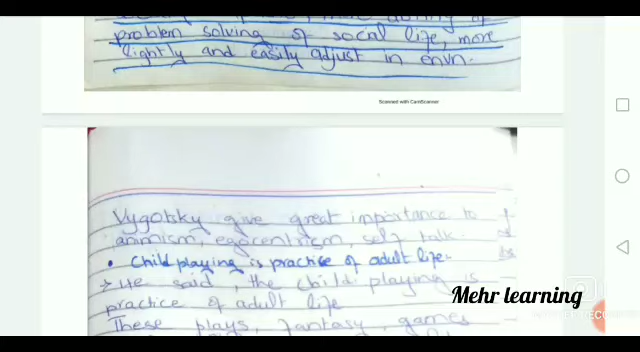 problem solving of socal life, more
lightly and easily adjust in envn.
Scanned with CamScanner
Vygotsky give great importance to
animism, egocentrism, self talk.
• Child playing is practise of adult life.
→ He said, the child playing is
practice of adult life
These plays, fantasy, games
Mehr learning